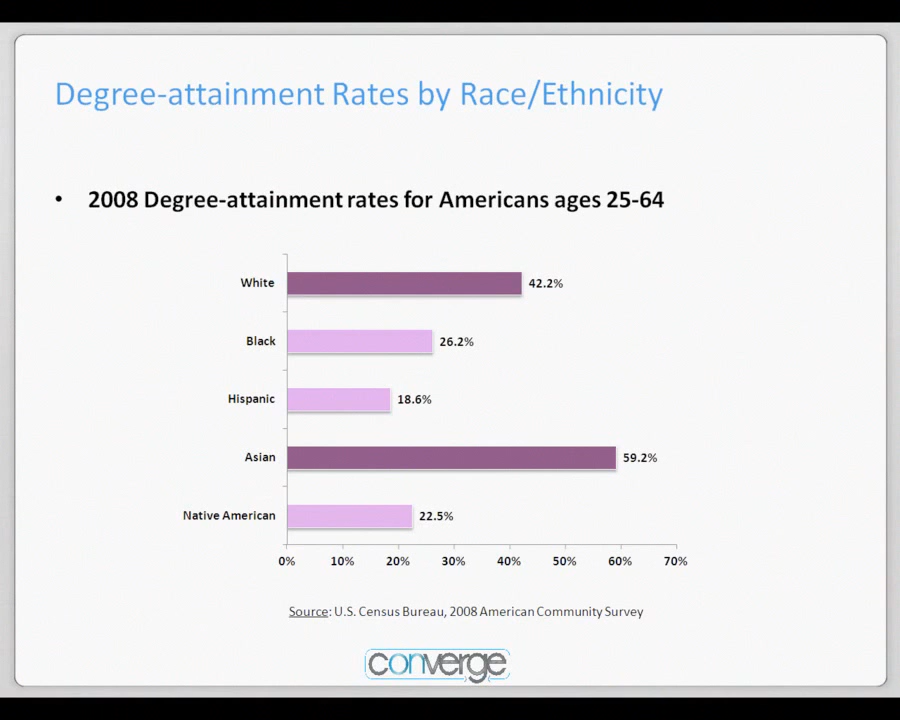 Degree-attainment Rates by Race/Ethnicity
• 2008 Degree-attainment rates for Americans ages 25-64
White 42.2%
Black 26.2%
Hispanic 18.6%
Asian 59.2%
Native American 22.5%
0% 10% 20% 30% 40% 50% 60% 70%
Source: U.S. Census Bureau, 2008 American Community Survey
converge